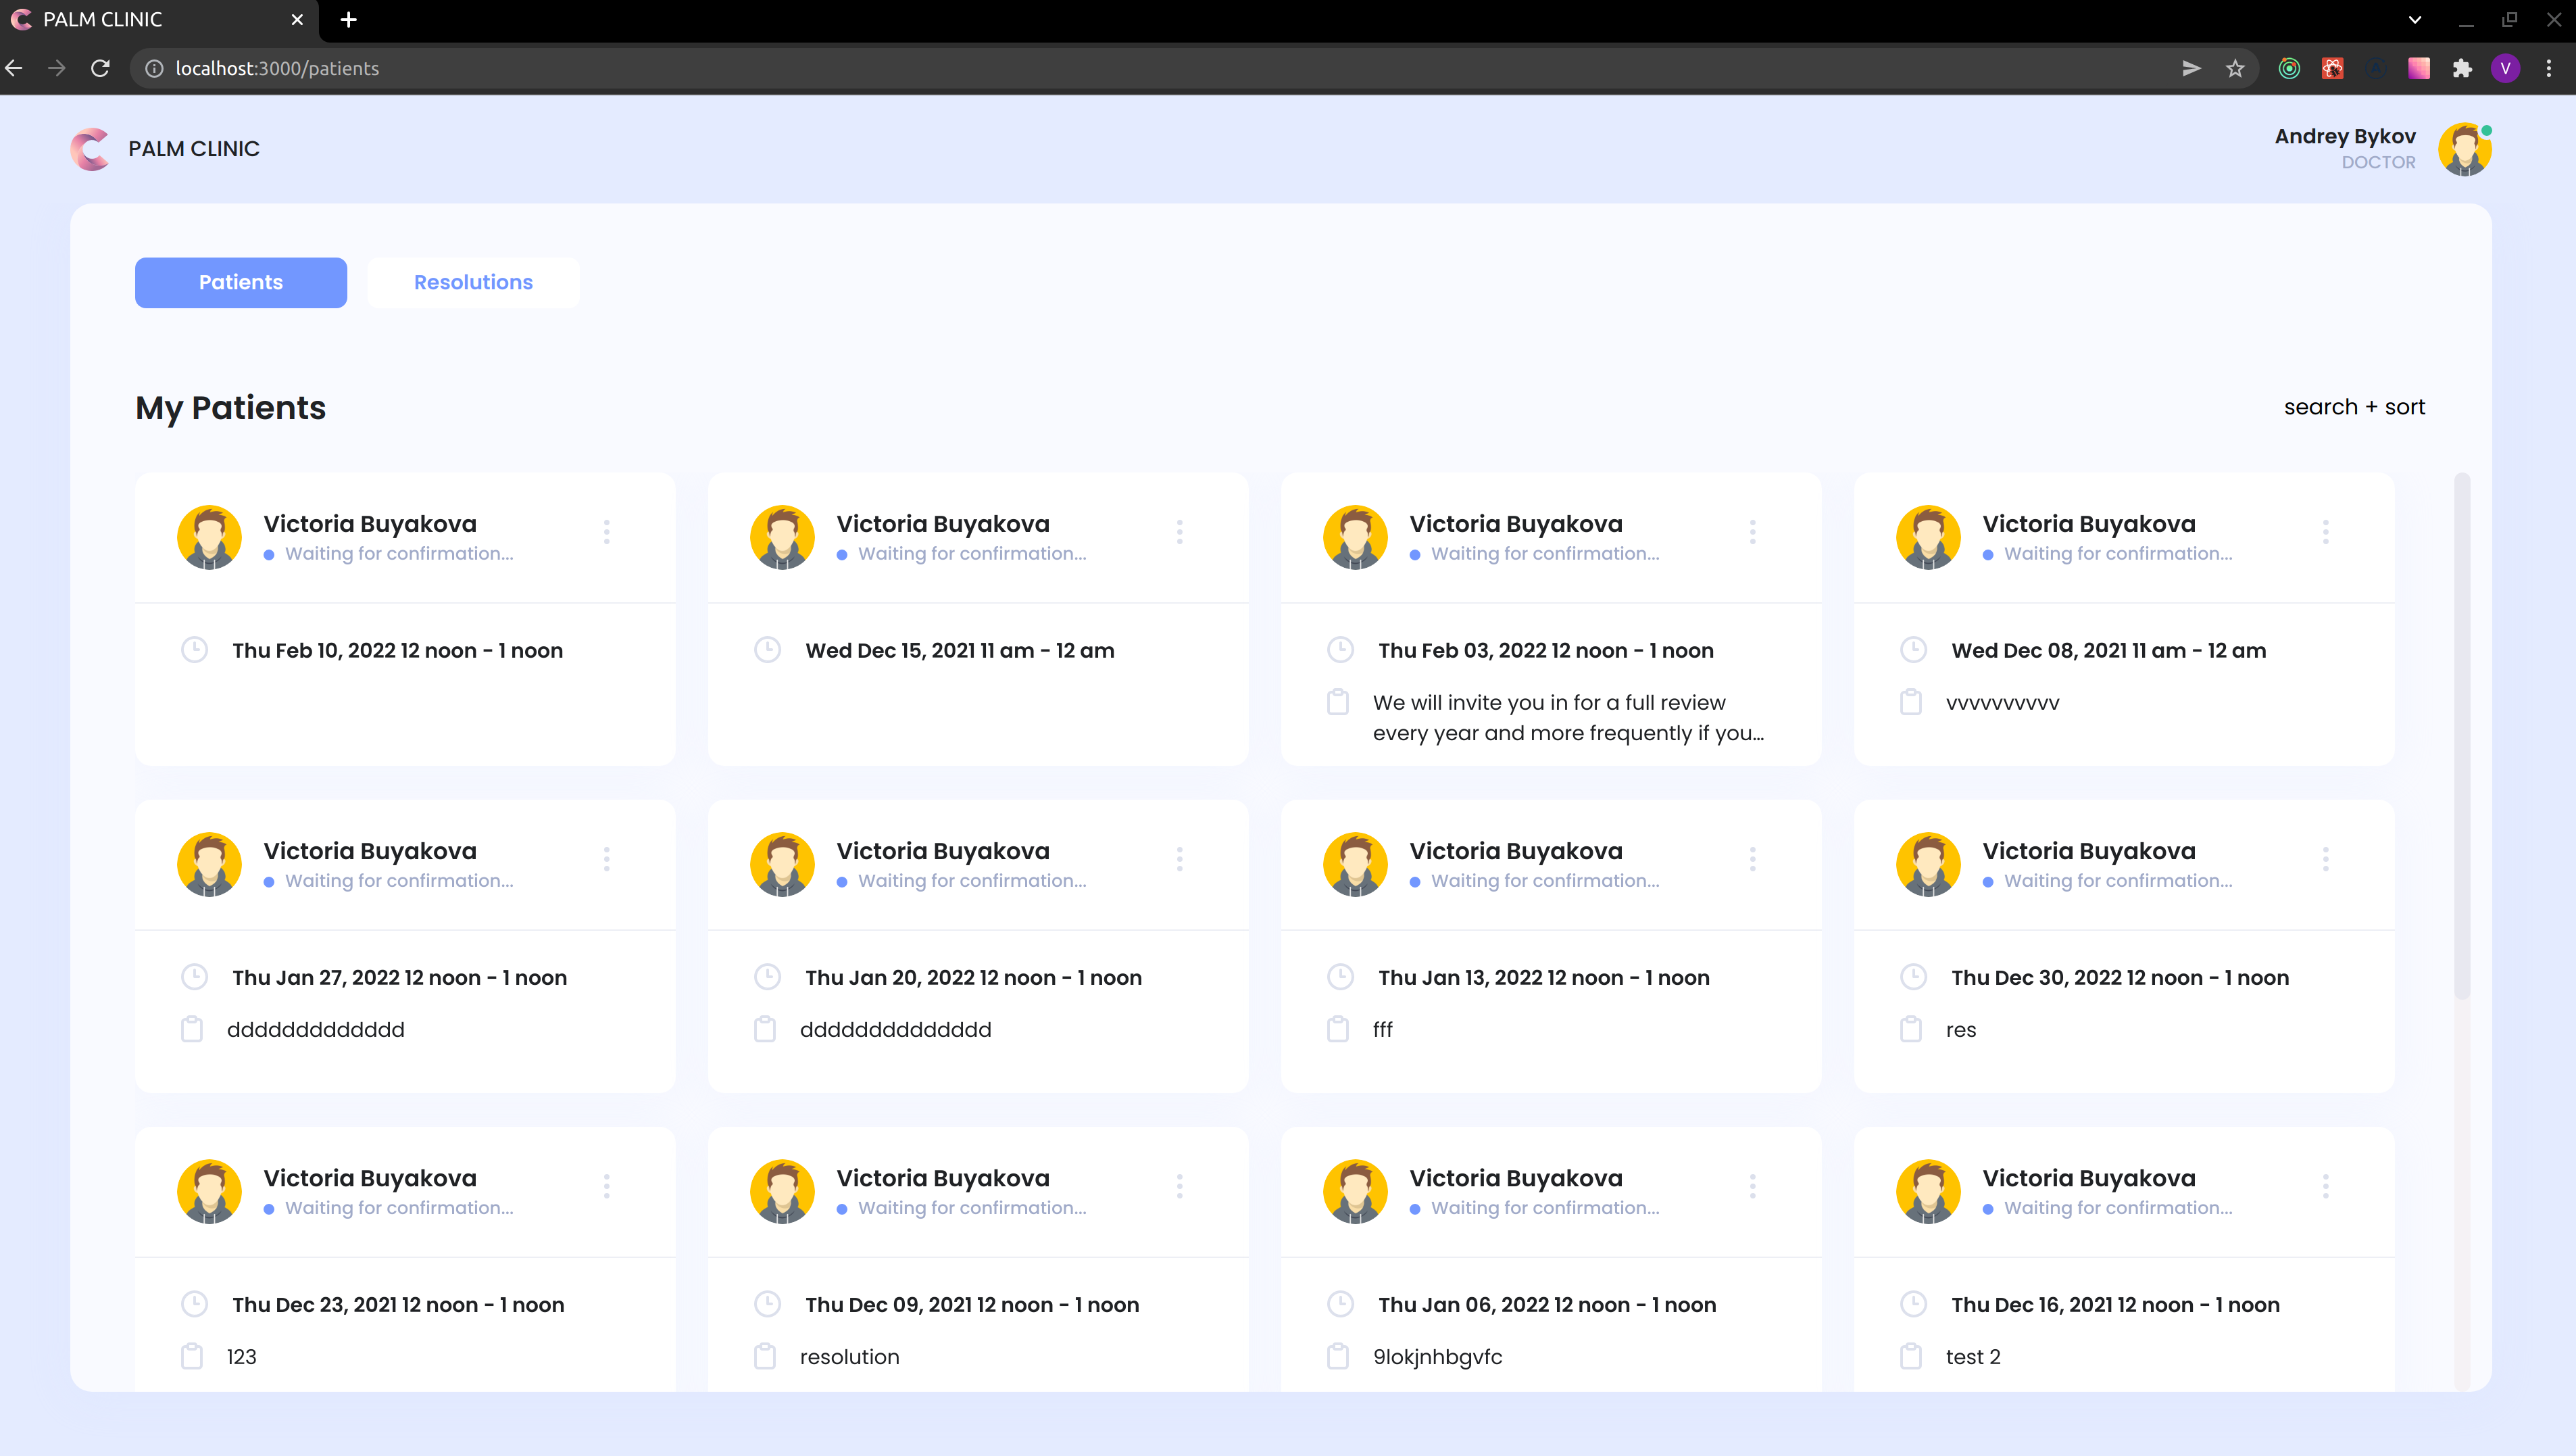 PALM CLINIC
localhost:3000/patients
V
PALM CLINIC
Andrey Bykov
DOCTOR
Patients
Resolutions
My Patients
search + sort
Victoria Buyakova
Waiting for confirmation...
Thu Feb 10, 2022 12 noon - 1 noon
Victoria Buyakova
Waiting for confirmation...
Wed Dec 15, 2021 11 am - 12 am
Victoria Buyakova
Waiting for confirmation...
Thu Feb 03, 2022 12 noon - 1 noon
We will invite you in for a full review
every year and more frequently if you...
Victoria Buyakova
Waiting for confirmation...
Wed Dec 08, 2021 11 am - 12 am
vvvvvvvvvv
Victoria Buyakova
Waiting for confirmation...
Thu Jan 27, 2022 12 noon - 1 noon
ddddddddddddd
Victoria Buyakova
Waiting for confirmation...
Thu Jan 20, 2022 12 noon - 1 noon
dddddddddddddd
Victoria Buyakova
Waiting for confirmation...
Thu Jan 13, 2022 12 noon - 1 noon
fff
Victoria Buyakova
Waiting for confirmation...
Thu Dec 30, 2022 12 noon - 1 noon
res
Victoria Buyakova
Waiting for confirmation...
Thu Dec 23, 2021 12 noon - 1 noon
123
Victoria Buyakova
Waiting for confirmation...
Thu Dec 09, 2021 12 noon - 1 noon
resolution
Victoria Buyakova
Waiting for confirmation...
Thu Jan 06, 2022 12 noon - 1 noon
9lokjnhbgvfc
Victoria Buyakova
Waiting for confirmation...
Thu Dec 16, 2021 12 noon - 1 noon
test 2